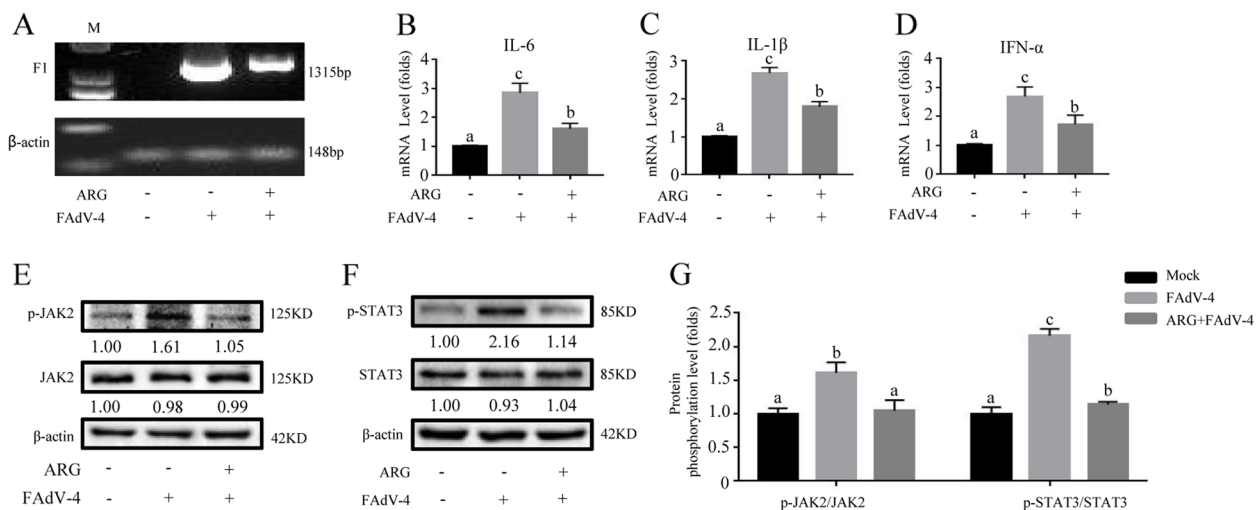 A
M
F1
1315bp
β-actin
148bp
ARG - - +
FAdV-4 - + +
B
IL-6
mRNA Level (folds)
4
3
2
1
0
a
c
b
ARG - - +
FAdV-4 - + +
C
IL-1β
mRNA Level (folds)
3
2
1
0
a
c
b
ARG - - +
FAdV-4 - + +
D
IFN-α
mRNA Level (folds)
4
3
2
1
0
a
c
b
ARG - - +
FAdV-4 - + +
E
p-JAK2
125KD
1.00 1.61 1.05
JAK2
125KD
1.00 0.98 0.99
β-actin
42KD
ARG - - +
FAdV-4 - + +
F
p-STAT3
85KD
1.00 2.16 1.14
STAT3
85KD
1.00 0.93 1.04
β-actin
42KD
ARG - - +
FAdV-4 - + +
G
Protein
phosphorylation level (folds)
2.5
2.0
1.5
1.0
0.5
0.0
a
b
a
a
c
b
p-JAK2/JAK2
p-STAT3/STAT3
Mock
FAdV-4
ARG+FAdV-4